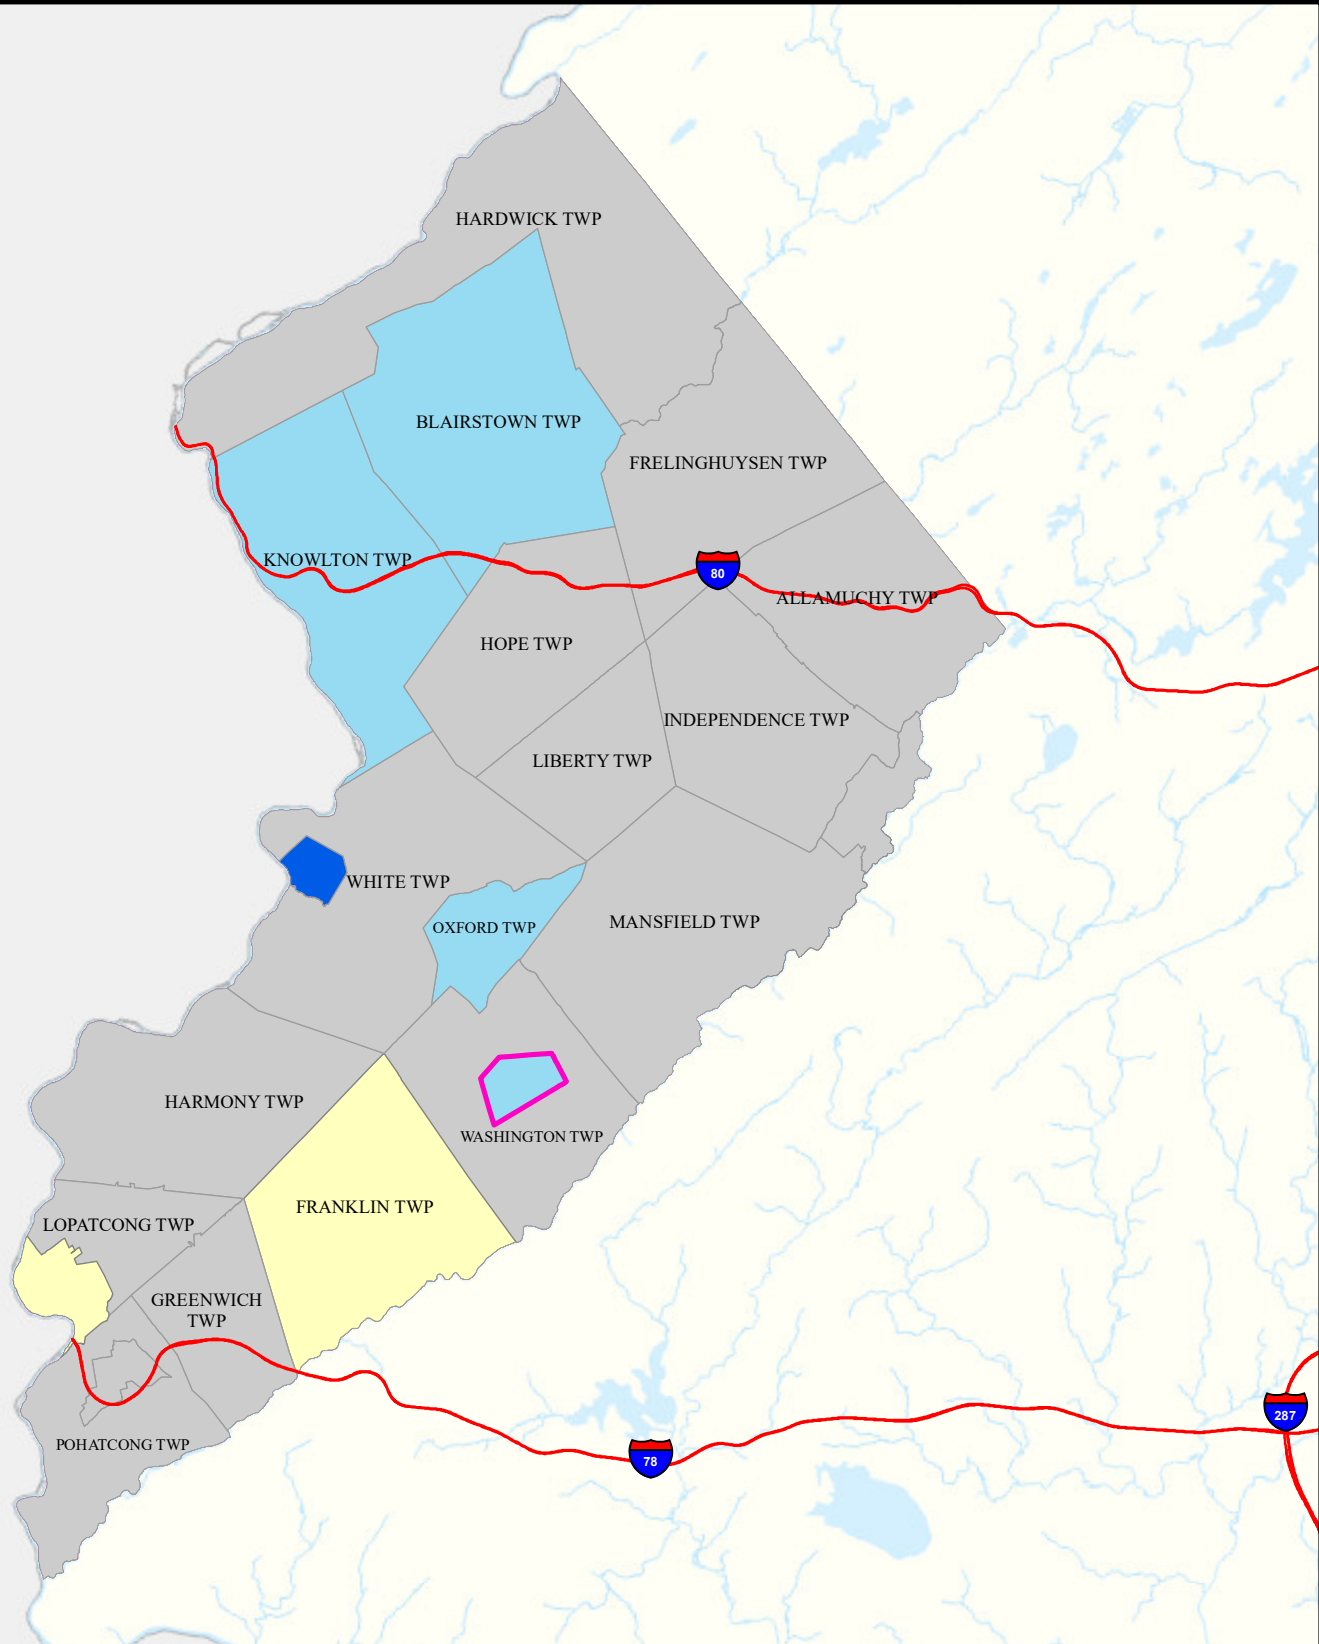 HARDWICK TWP
BLAIRSTOWN TWP
FRELINGHUYSEN TWP
KNOWLTON TWP
80
ALLAMUCHY TWP
HOPE TWP
INDEPENDENCE TWP
LIBERTY TWP
WHITE TWP
MANSFIELD TWP
OXFORD TWP
HARMONY TWP
WASHINGTON TWP
FRANKLIN TWP
LOPATCONG TWP
GREENWICH
TWP
287
POHATCONG TWP
78